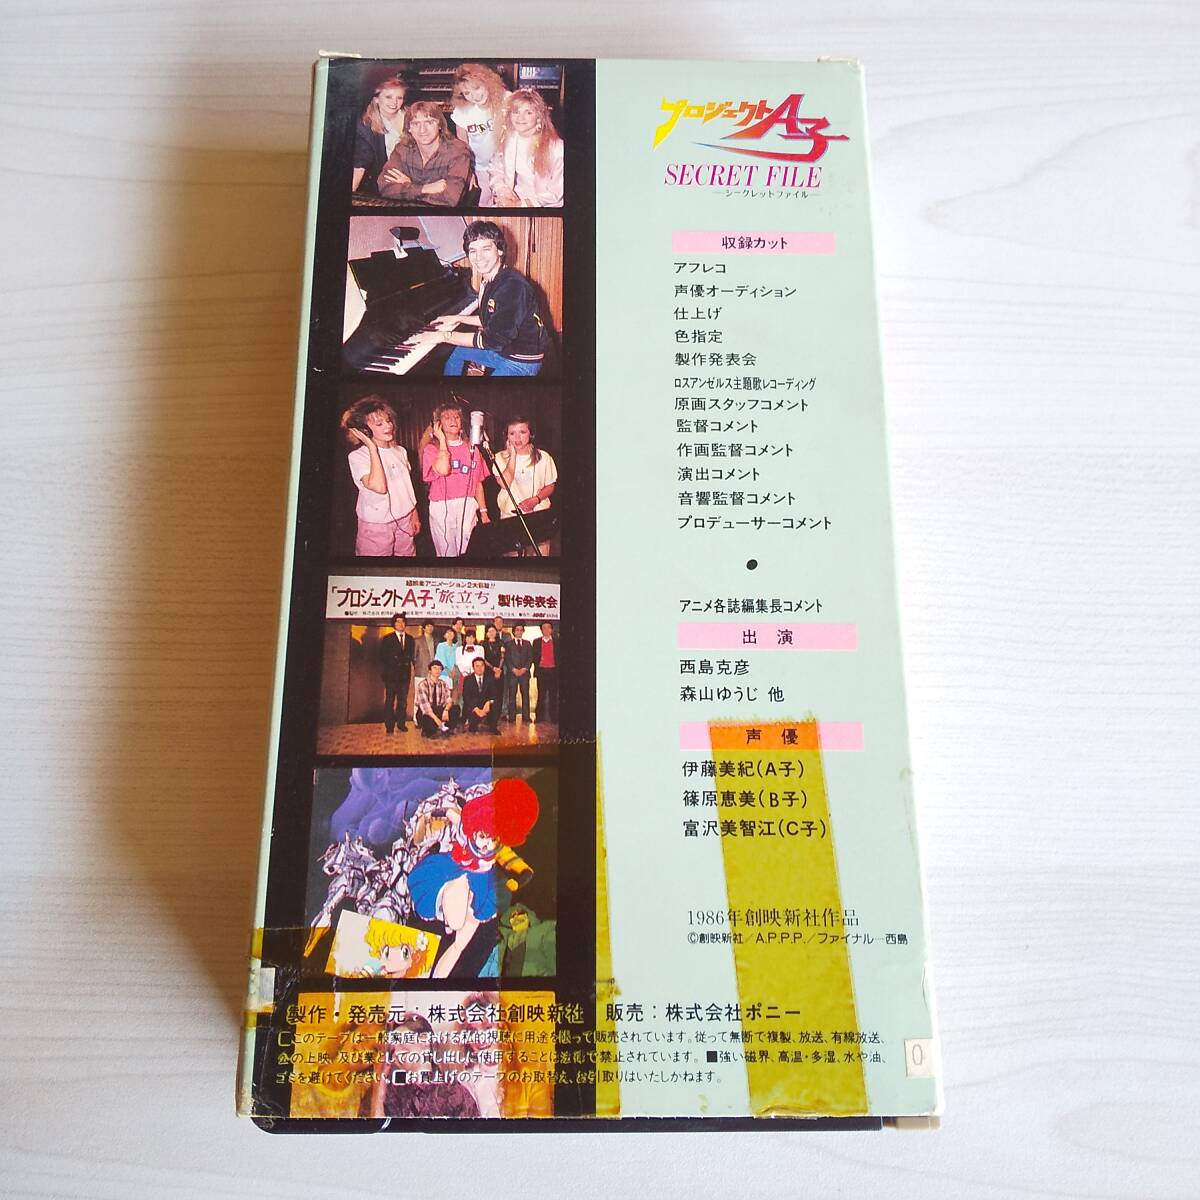 プロジェクトA子
SECRET FILE
―シークレットファイル―
収録カット
アフレコ
声優オーディション
仕上げ
色指定
製作発表会
ロスアンゼルス主題歌レコーディング
原画スタッフコメント
監督コメント
作画監督コメント
演出コメント
音響監督コメント
プロデューサーコメント
●
アニメ各誌編集長コメント
出演
西島克彦
森山ゆうじ 他
声優
伊藤美紀(A子)
篠原恵美(B子)
富沢美智江(C子)
1986年創映新社作品
©創映新社/A.P.P.P./ファイナル―西島
「プロジェクトA子」「旅立ち」製作発表会
製作・発売元:株式会社創映新社 販売:株式会社ポニー
□このテープは一般家庭における私的視聴に用途を限って販売されています。従って無断で複製、放送、有線放送、
公の上映、及び業としての貸し出しに使用することは法律で禁止されています。■強い磁界、高温・多湿、水や油、
ゴミを避けてください。■お買上げのテープのお取替え、お引取りはいたしかねます。
0